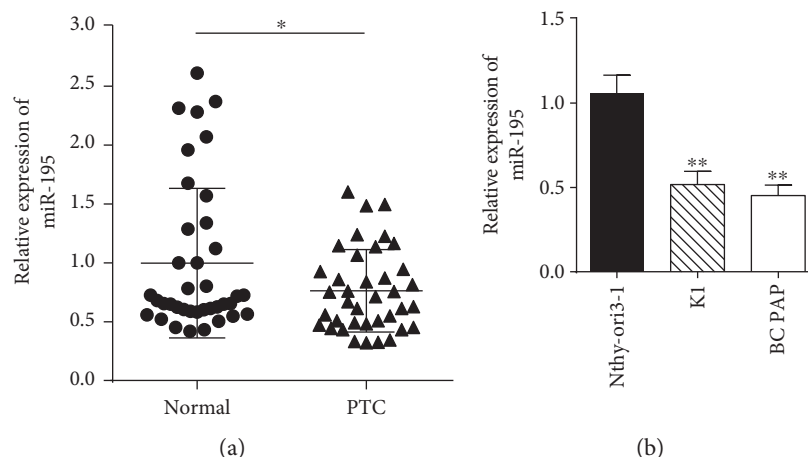 Relative expression of
miR-195
3.0
2.5
2.0
1.5
1.0
0.5
0.0
*
Normal
PTC
(a)
Relative expression of
miR-195
1.5
1.0
0.5
0.0
**
**
Nthy-ori3-1
K1
BC PAP
(b)